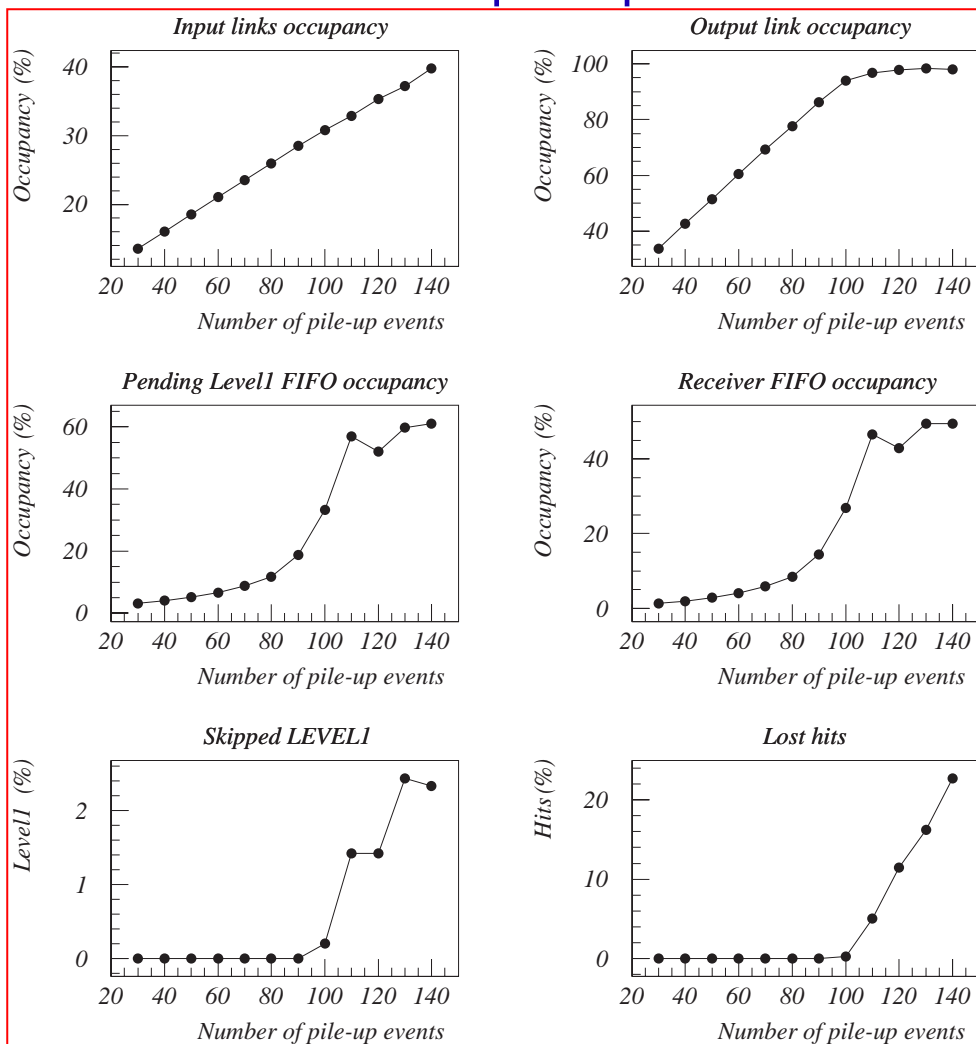 Input links occupancy
Occupancy (%)
40
30
20
20 40 60 80 100 120 140
Number of pile-up events
Output link occupancy
Occupancy (%)
100
80
60
40
20 40 60 80 100 120 140
Number of pile-up events
Pending Level1 FIFO occupancy
Occupancy (%)
60
40
20
0
20 40 60 80 100 120 140
Number of pile-up events
Receiver FIFO occupancy
Occupancy (%)
40
20
0
20 40 60 80 100 120 140
Number of pile-up events
Skipped LEVEL1
Level1 (%)
2
1
0
20 40 60 80 100 120 140
Number of pile-up events
Lost hits
Hits (%)
20
10
0
20 40 60 80 100 120 140
Number of pile-up events